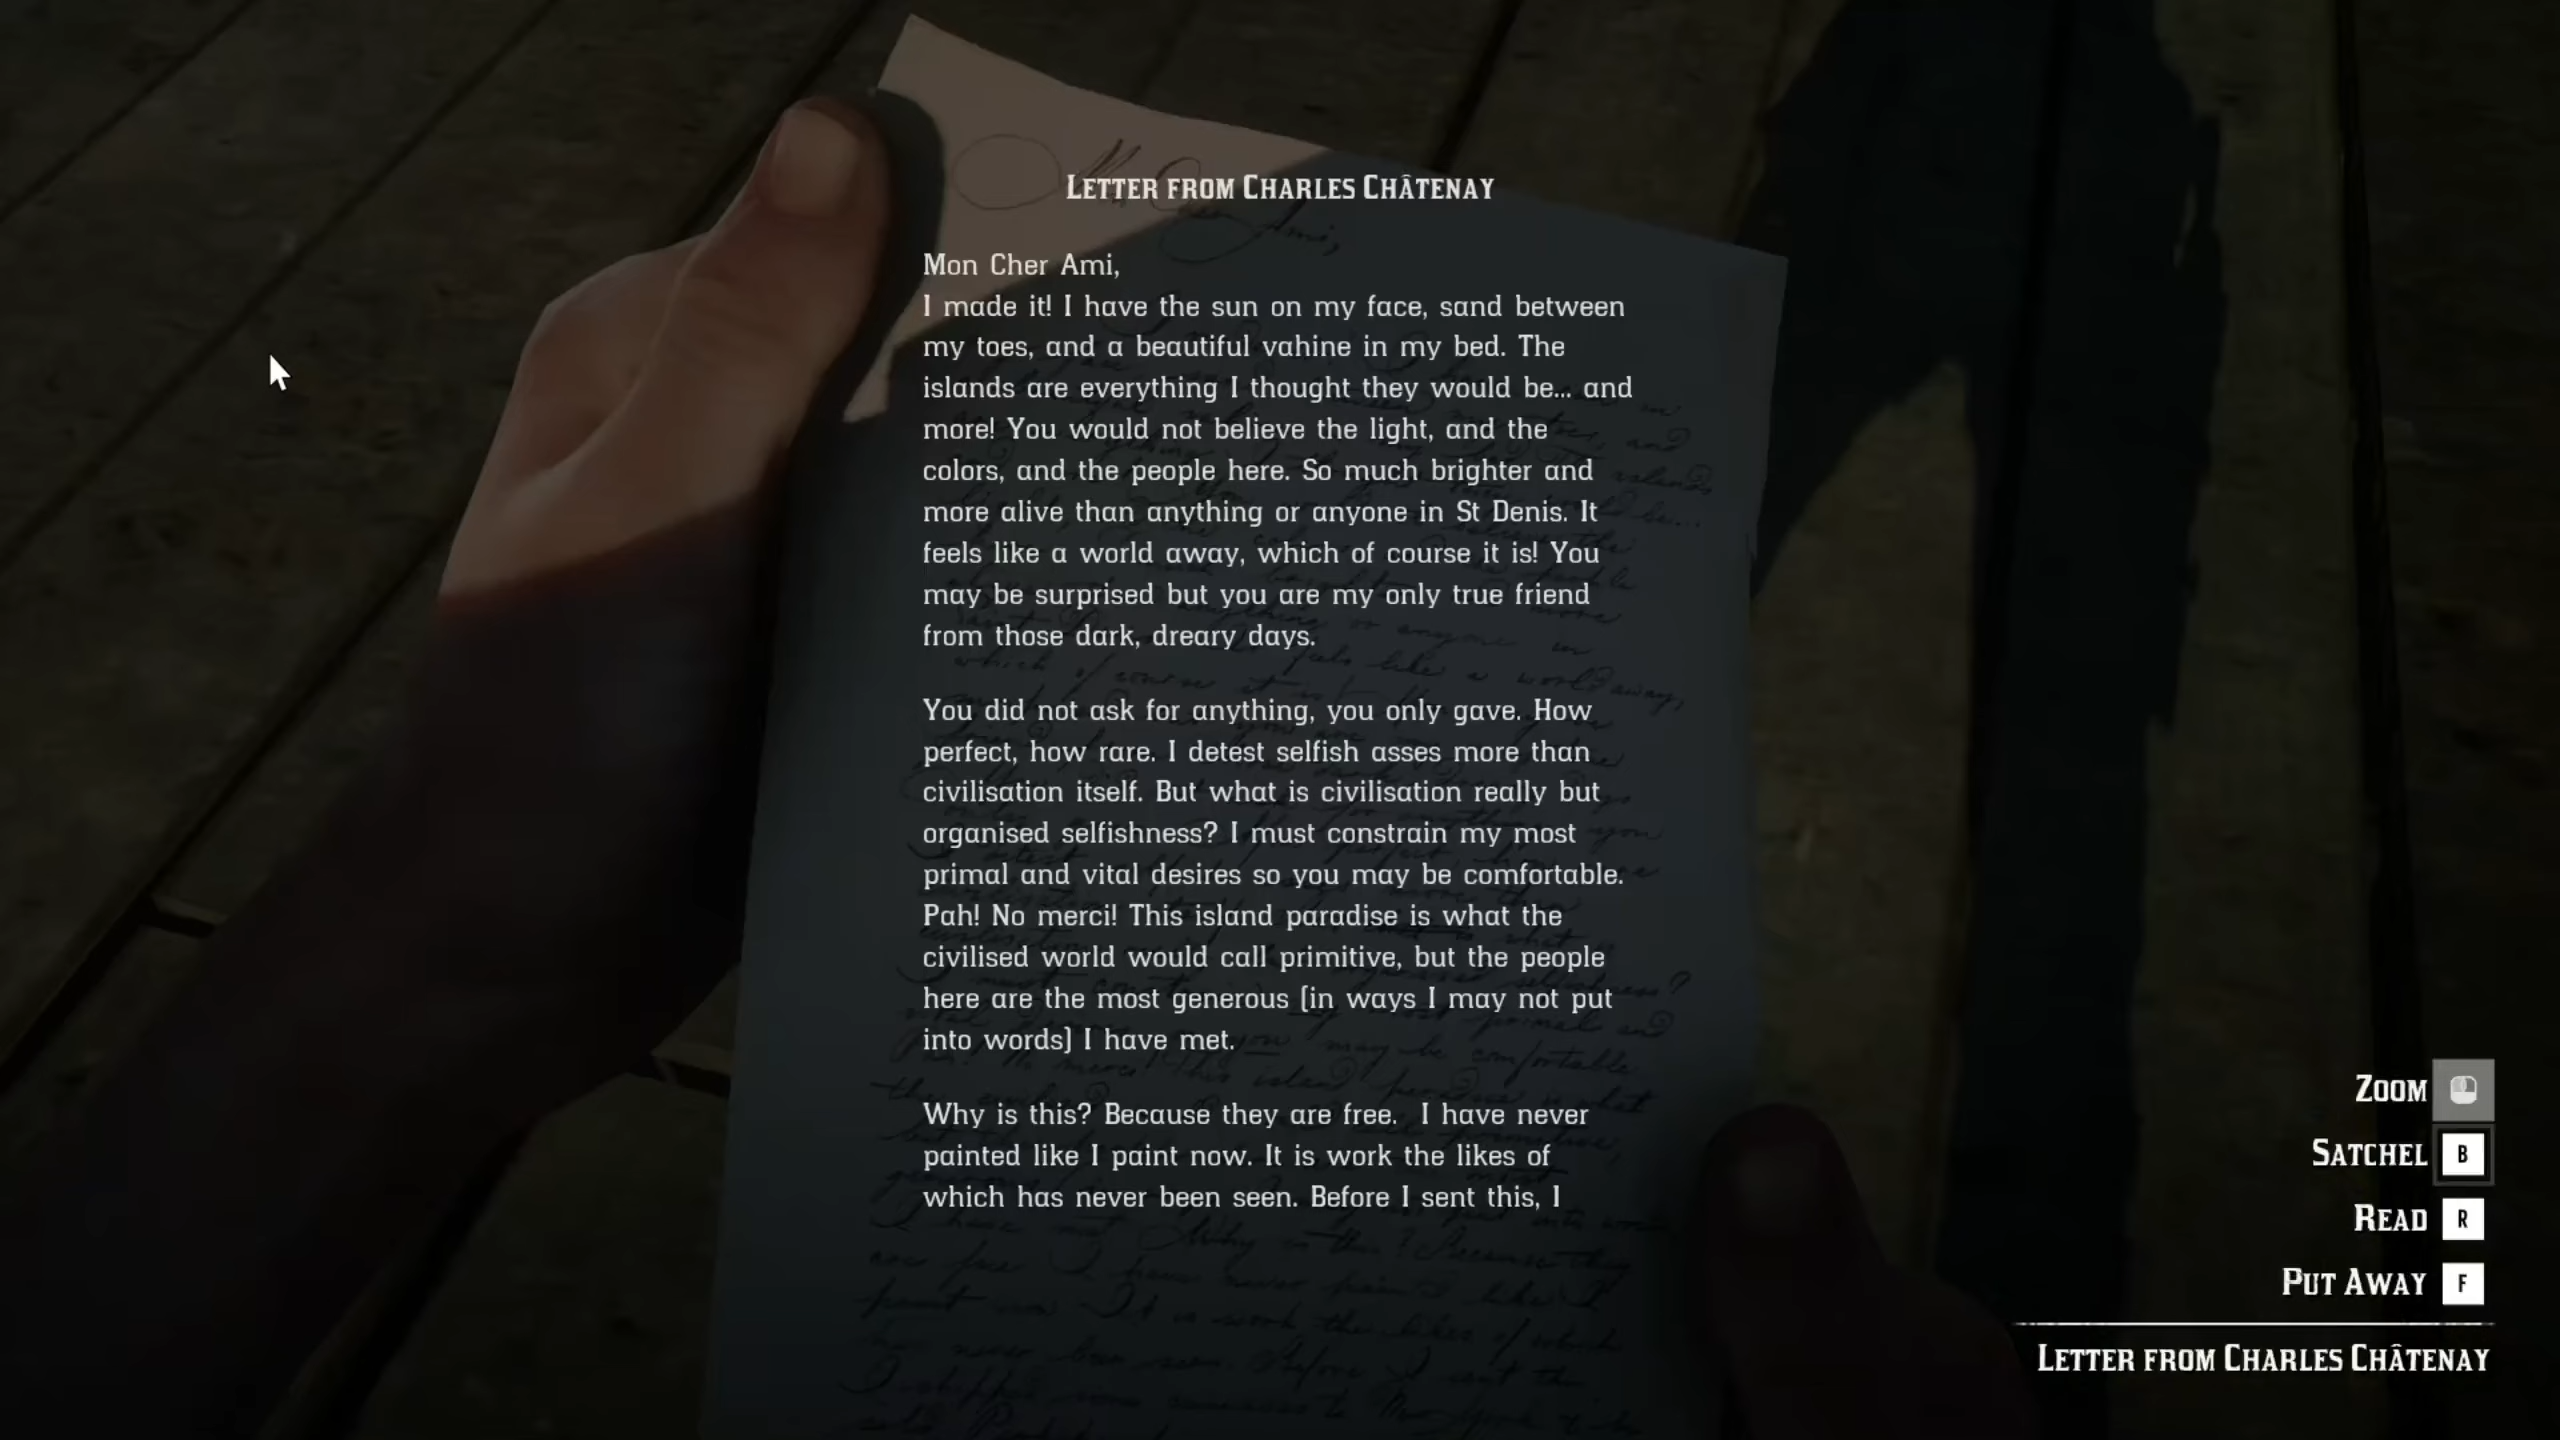 LETTER FROM CHARLES CHÂTENAY
Mon Cher Ami,
I made it! I have the sun on my face, sand between
my toes, and a beautiful vahine in my bed. The
islands are everything I thought they would be... and
more! You would not believe the light, and the
colors, and the people here. So much brighter and
more alive than anything or anyone in St Denis. It
feels like a world away, which of course it is! You
may be surprised but you are my only true friend
from those dark, dreary days.
You did not ask for anything, you only gave. How
perfect, how rare. I detest selfish asses more than
civilisation itself. But what is civilisation really but
organised selfishness? I must constrain my most
primal and vital desires so you may be comfortable.
Pah! No merci! This island paradise is what the
civilised world would call primitive, but the people
here are the most generous (in ways I may not put
into words) I have met.
Why is this? Because they are free.  I have never
painted like I paint now. It is work the likes of
which has never been seen. Before I sent this, I
ZOOM
SATCHEL B
READ R
PUT AWAY F
LETTER FROM CHARLES CHÂTENAY